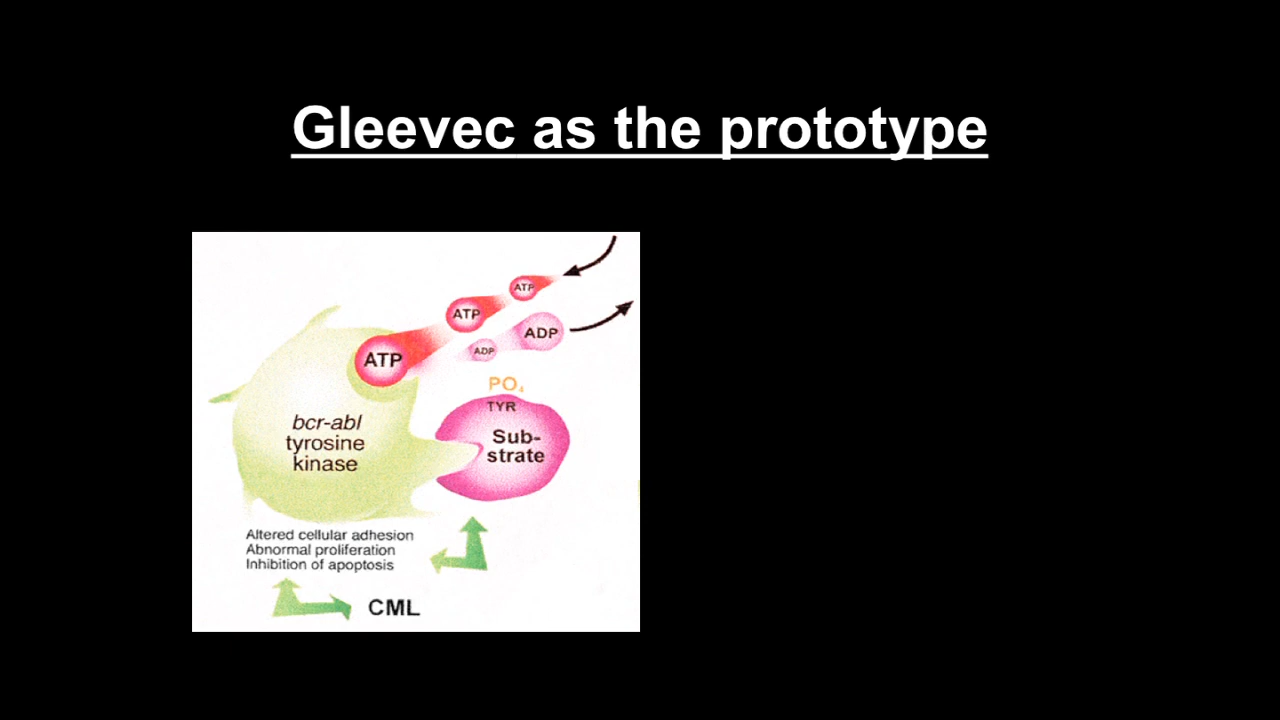 Gleevec as the prototype
ATP
ATP
ADP
ATP
ADP
PO₄
TYR
Sub-
strate
bcr-abl
tyrosine
kinase
Altered cellular adhesion
Abnormal proliferation
Inhibition of apoptosis
CML